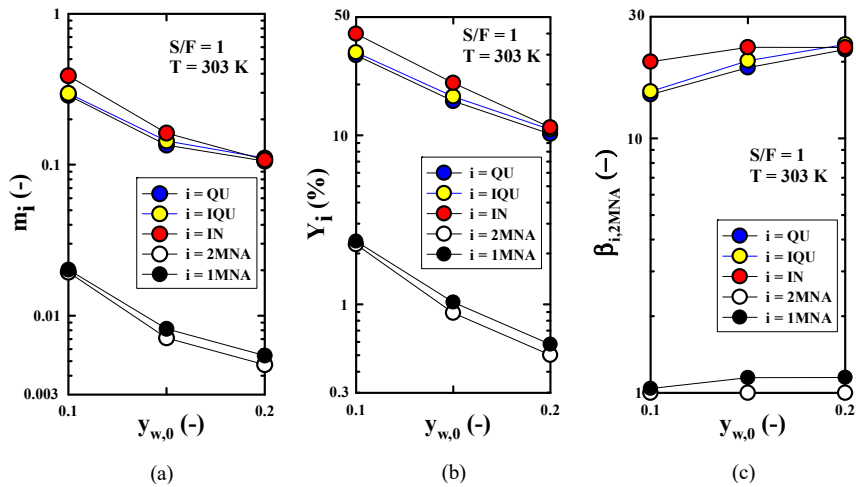 1
0.1
0.01
0.003
m_i (-)
S/F = 1
T = 303 K
i = QU
i = IQU
i = IN
i = 2MNA
i = 1MNA
0.1
0.2
y_w,0 (-)
(a)
50
10
1
0.3
Y_i (%)
S/F = 1
T = 303 K
i = QU
i = IQU
i = IN
i = 2MNA
i = 1MNA
0.1
0.2
y_w,0 (-)
(b)
30
10
1
β_i,2MNA (-)
S/F = 1
T = 303 K
i = QU
i = IQU
i = IN
i = 2MNA
i = 1MNA
0.1
0.2
y_w,0 (-)
(c)